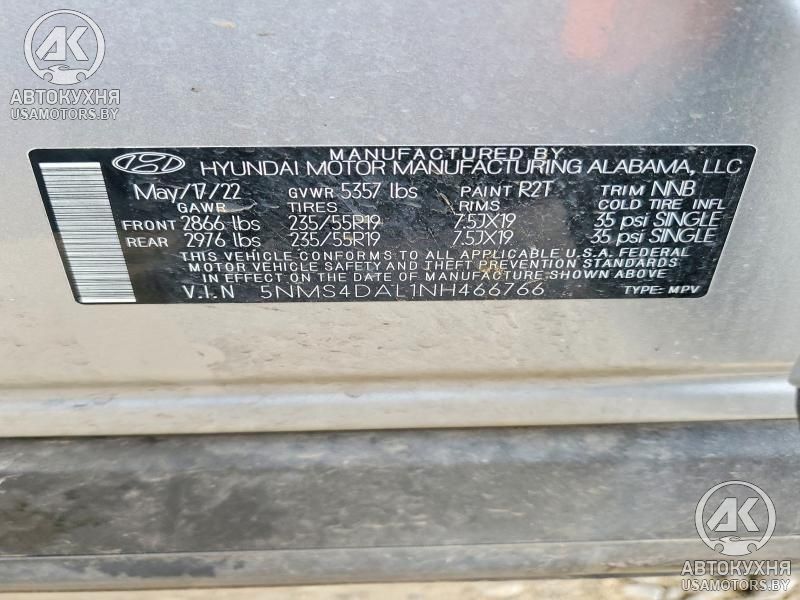 AK
АВТОКУХНЯ
USAMOTORS.BY
MANUFACTURED BY
HYUNDAI MOTOR MANUFACTURING ALABAMA, LLC
May/17/22 GVWR 5357 lbs PAINT R2T TRIM NNB
GAWR TIRES RIMS COLD TIRE INFL
FRONT 2866 lbs 235/55R19 7.5JX19 35 psi SINGLE
REAR 2976 lbs 235/55R19 7.5JX19 35 psi SINGLE
THIS VEHICLE CONFORMS TO ALL APPLICABLE U.S.A FEDERAL
MOTOR VEHICLE SAFETY AND THEFT PREVENTION STANDARDS
IN EFFECT ON THE DATE OF MANUFACTURE SHOWN ABOVE.
V.I.N 5NMS4DAL1NH466766 TYPE: MPV
AK
АВТОКУХНЯ
USAMOTORS.BY